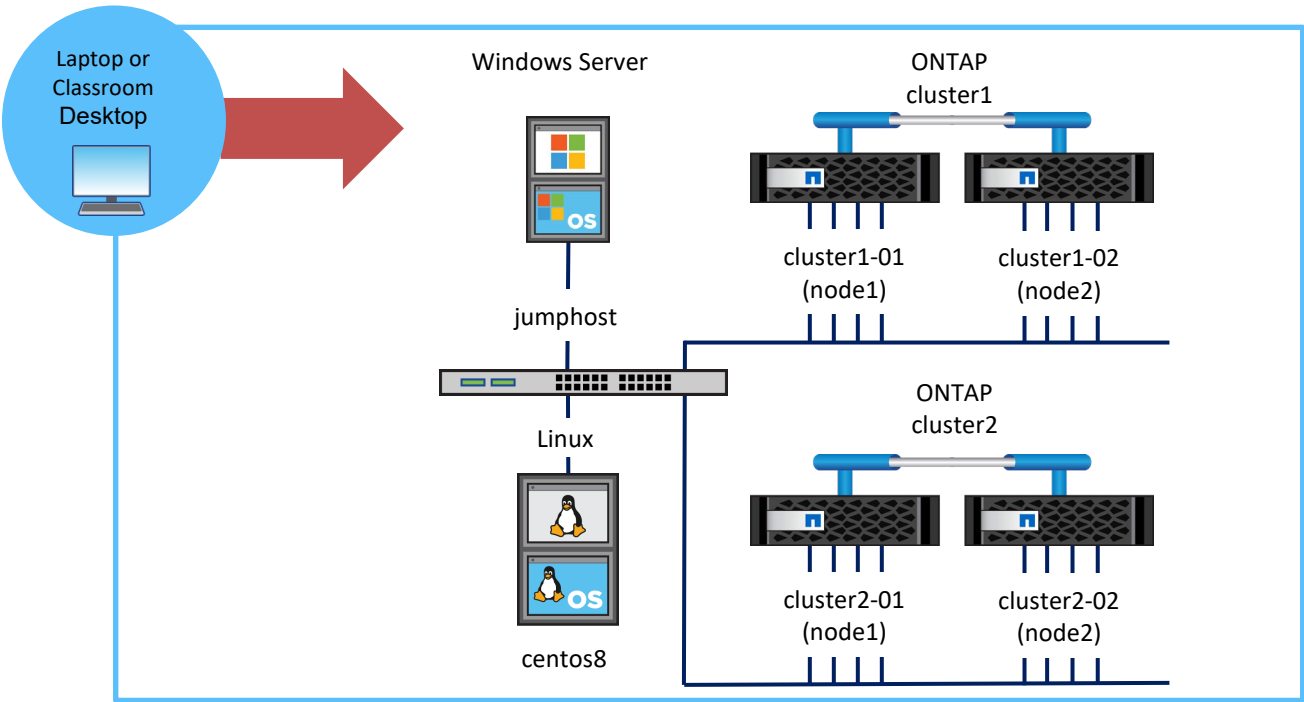 Laptop or
Classroom
Desktop
Windows Server
OS
jumphost
Linux
OS
centos8
ONTAP
cluster1
cluster1-01
(node1)
cluster1-02
(node2)
ONTAP
cluster2
cluster2-01
(node1)
cluster2-02
(node2)